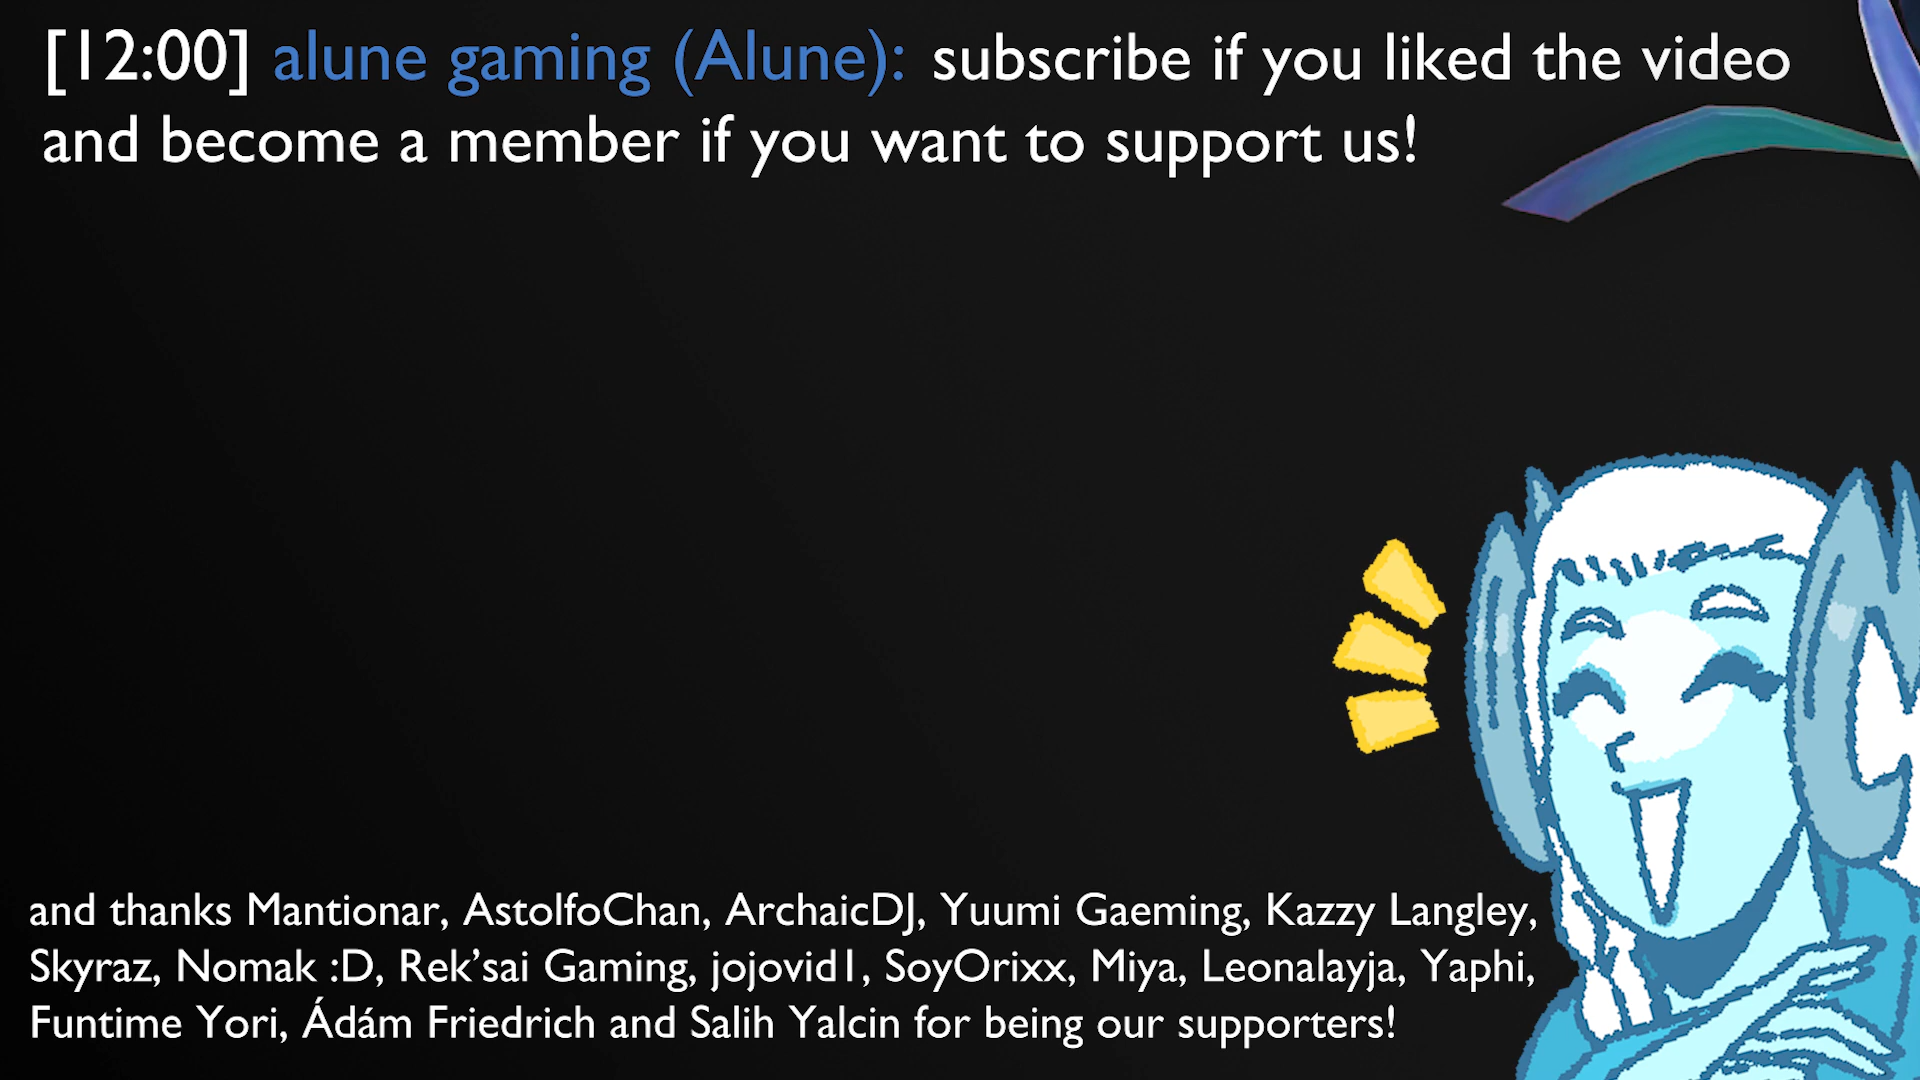 [12:00] alune gaming (Alune): subscribe if you liked the video
and become a member if you want to support us!
and thanks Mantionar, AstolfoChan, ArchaicDJ, Yuumi Gaeming, Kazzy Langley,
Skyraz, Nomak :D, Rek’sai Gaming, jojovid1, SoyOrixx, Miya, Leonalayja, Yaphi,
Funtime Yori, Ádám Friedrich and Salih Yalcin for being our supporters!